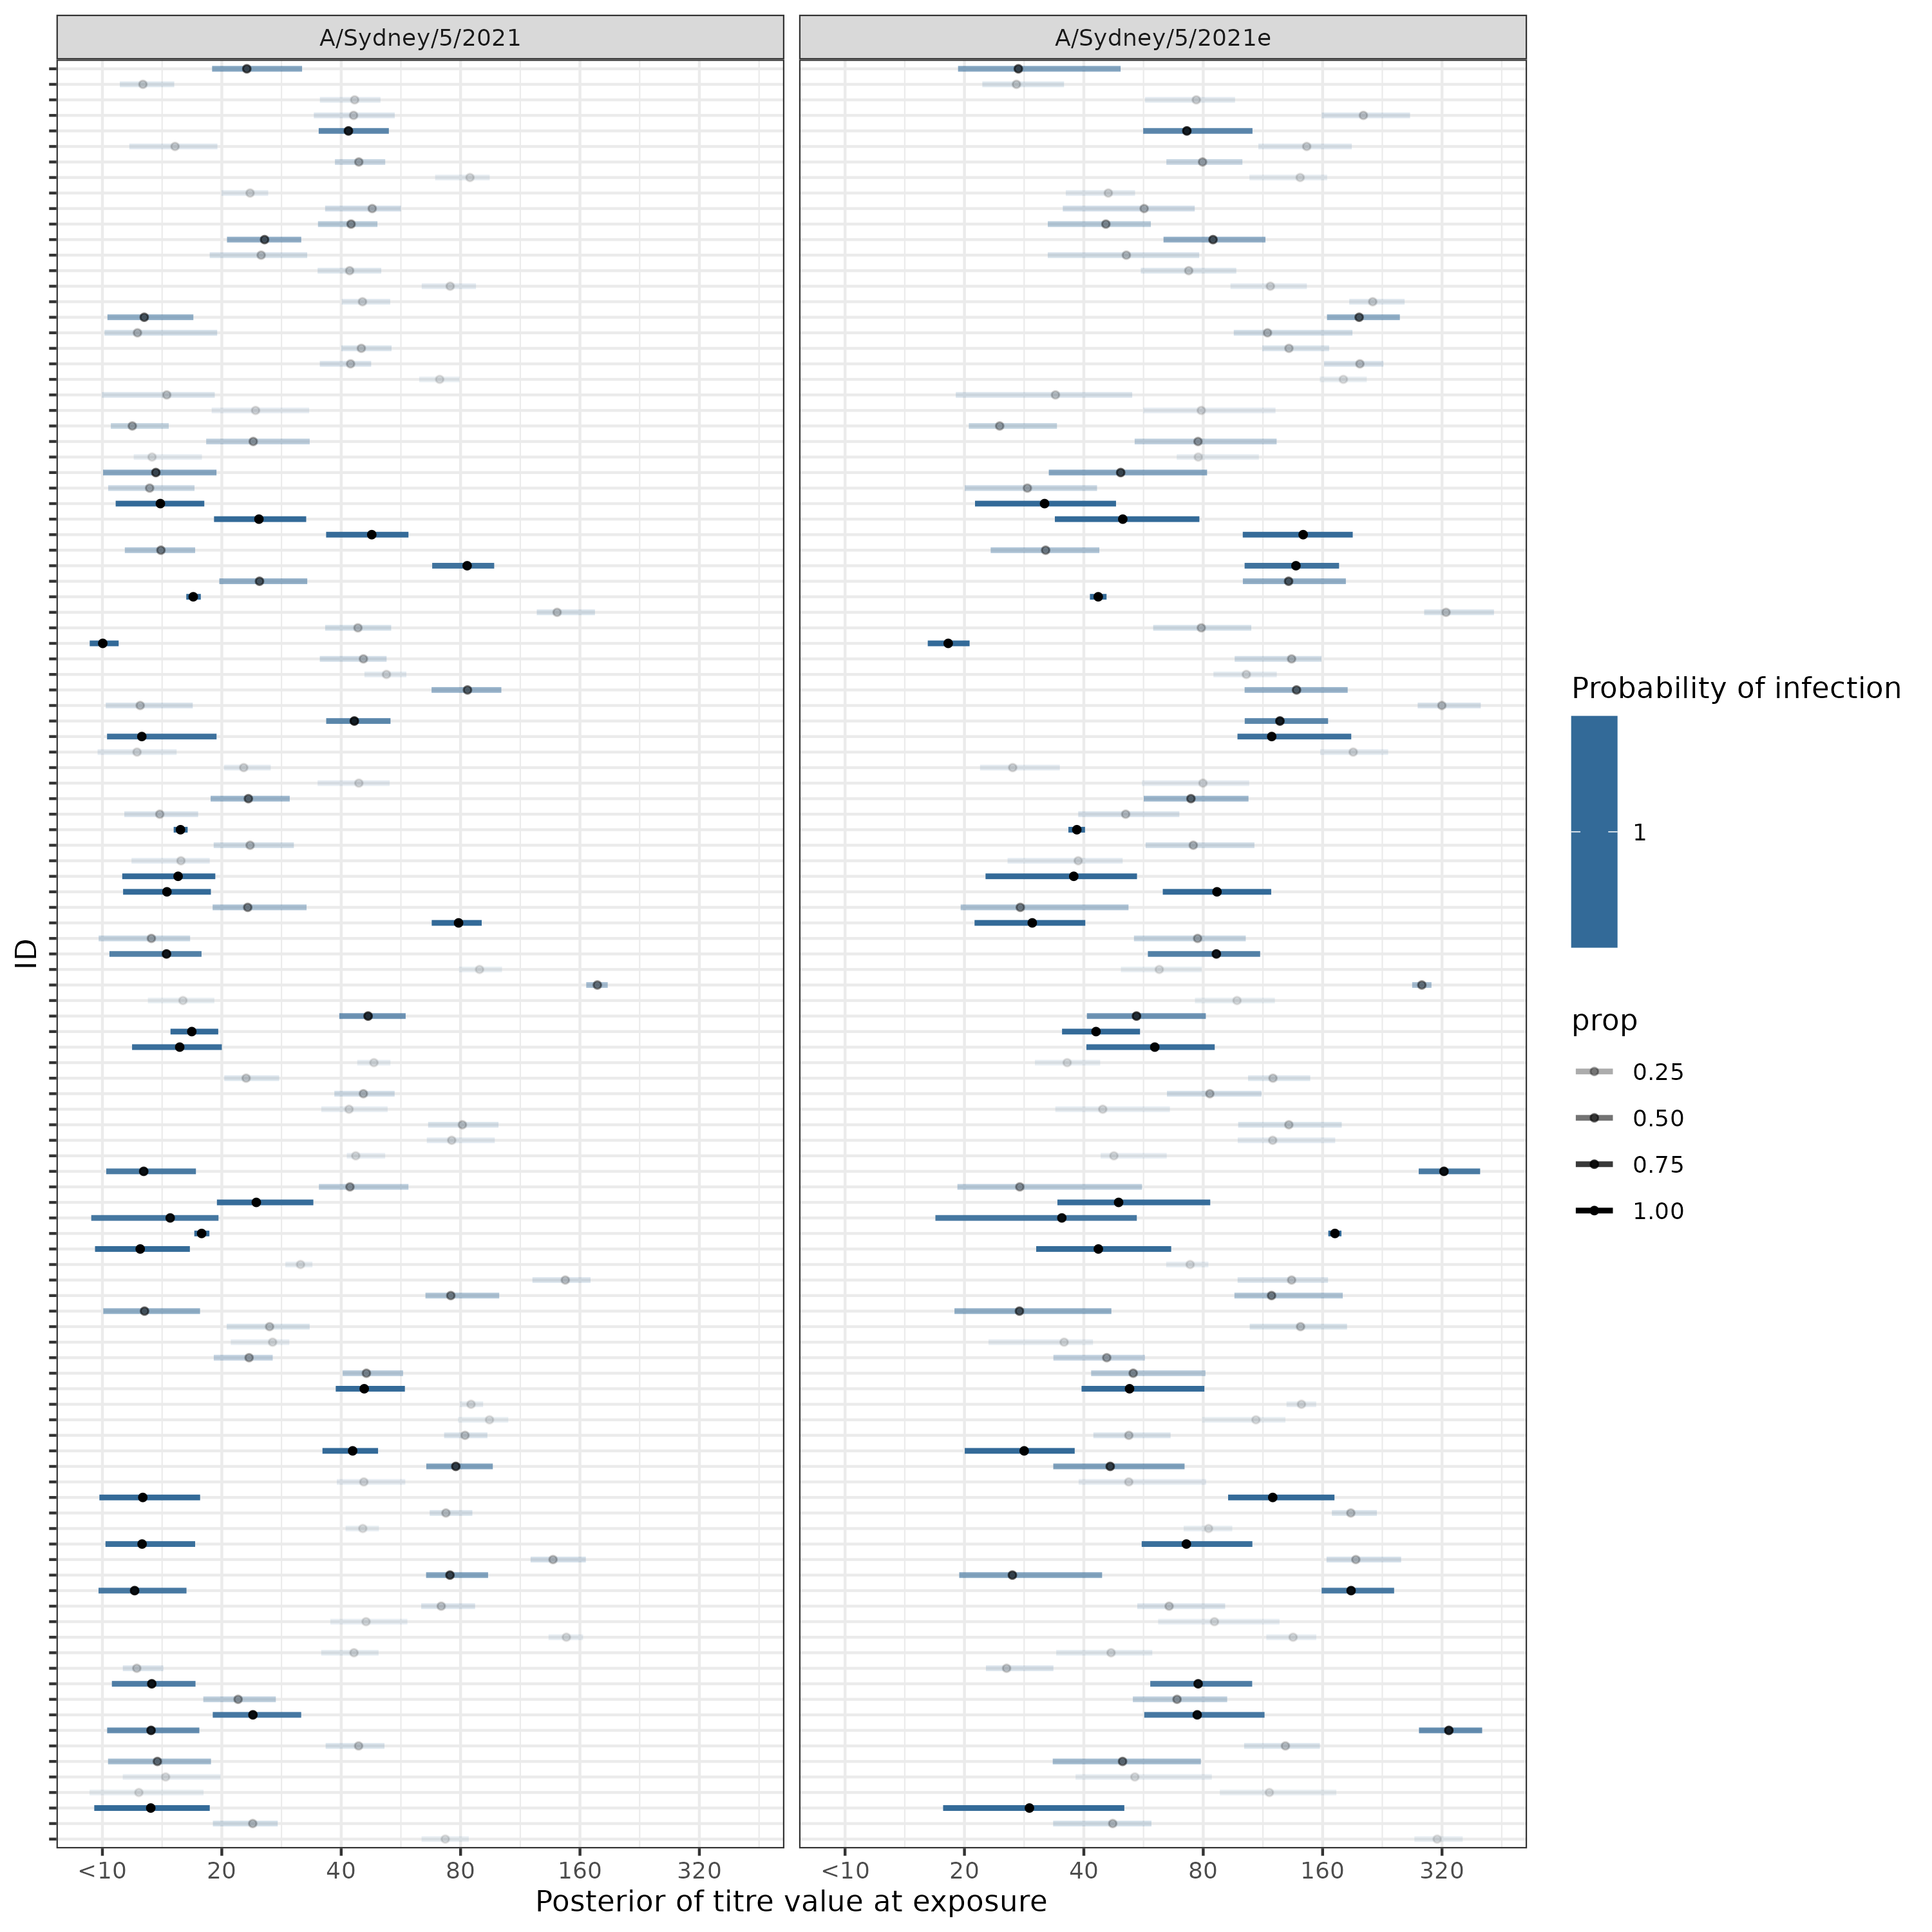 A/Sydney/5/2021
A/Sydney/5/2021e
ID
<10 20 40 80 160 320
<10 20 40 80 160 320
Posterior of titre value at exposure
Probability of infection
1
prop
0.25
0.50
0.75
1.00